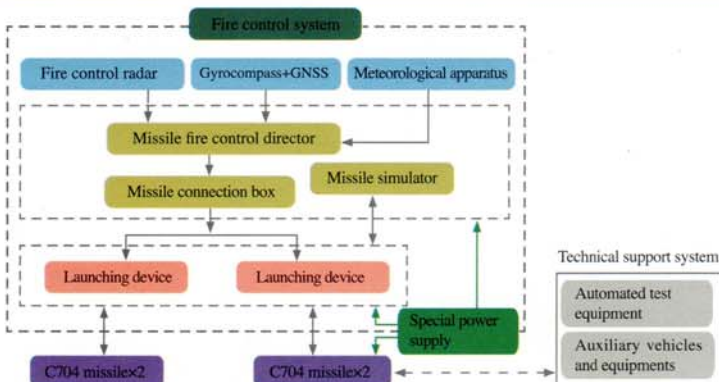 Fire control system
Fire control radar
Gyrocompass+GNSS
Meteorological apparatus
Missile fire control director
Missile connection box
Missile simulator
Launching device
Launching device
Special power
supply
C704 missile×2
C704 missile×2
Technical support system
Automated test
equipment
Auxiliary vehicles
and equipments